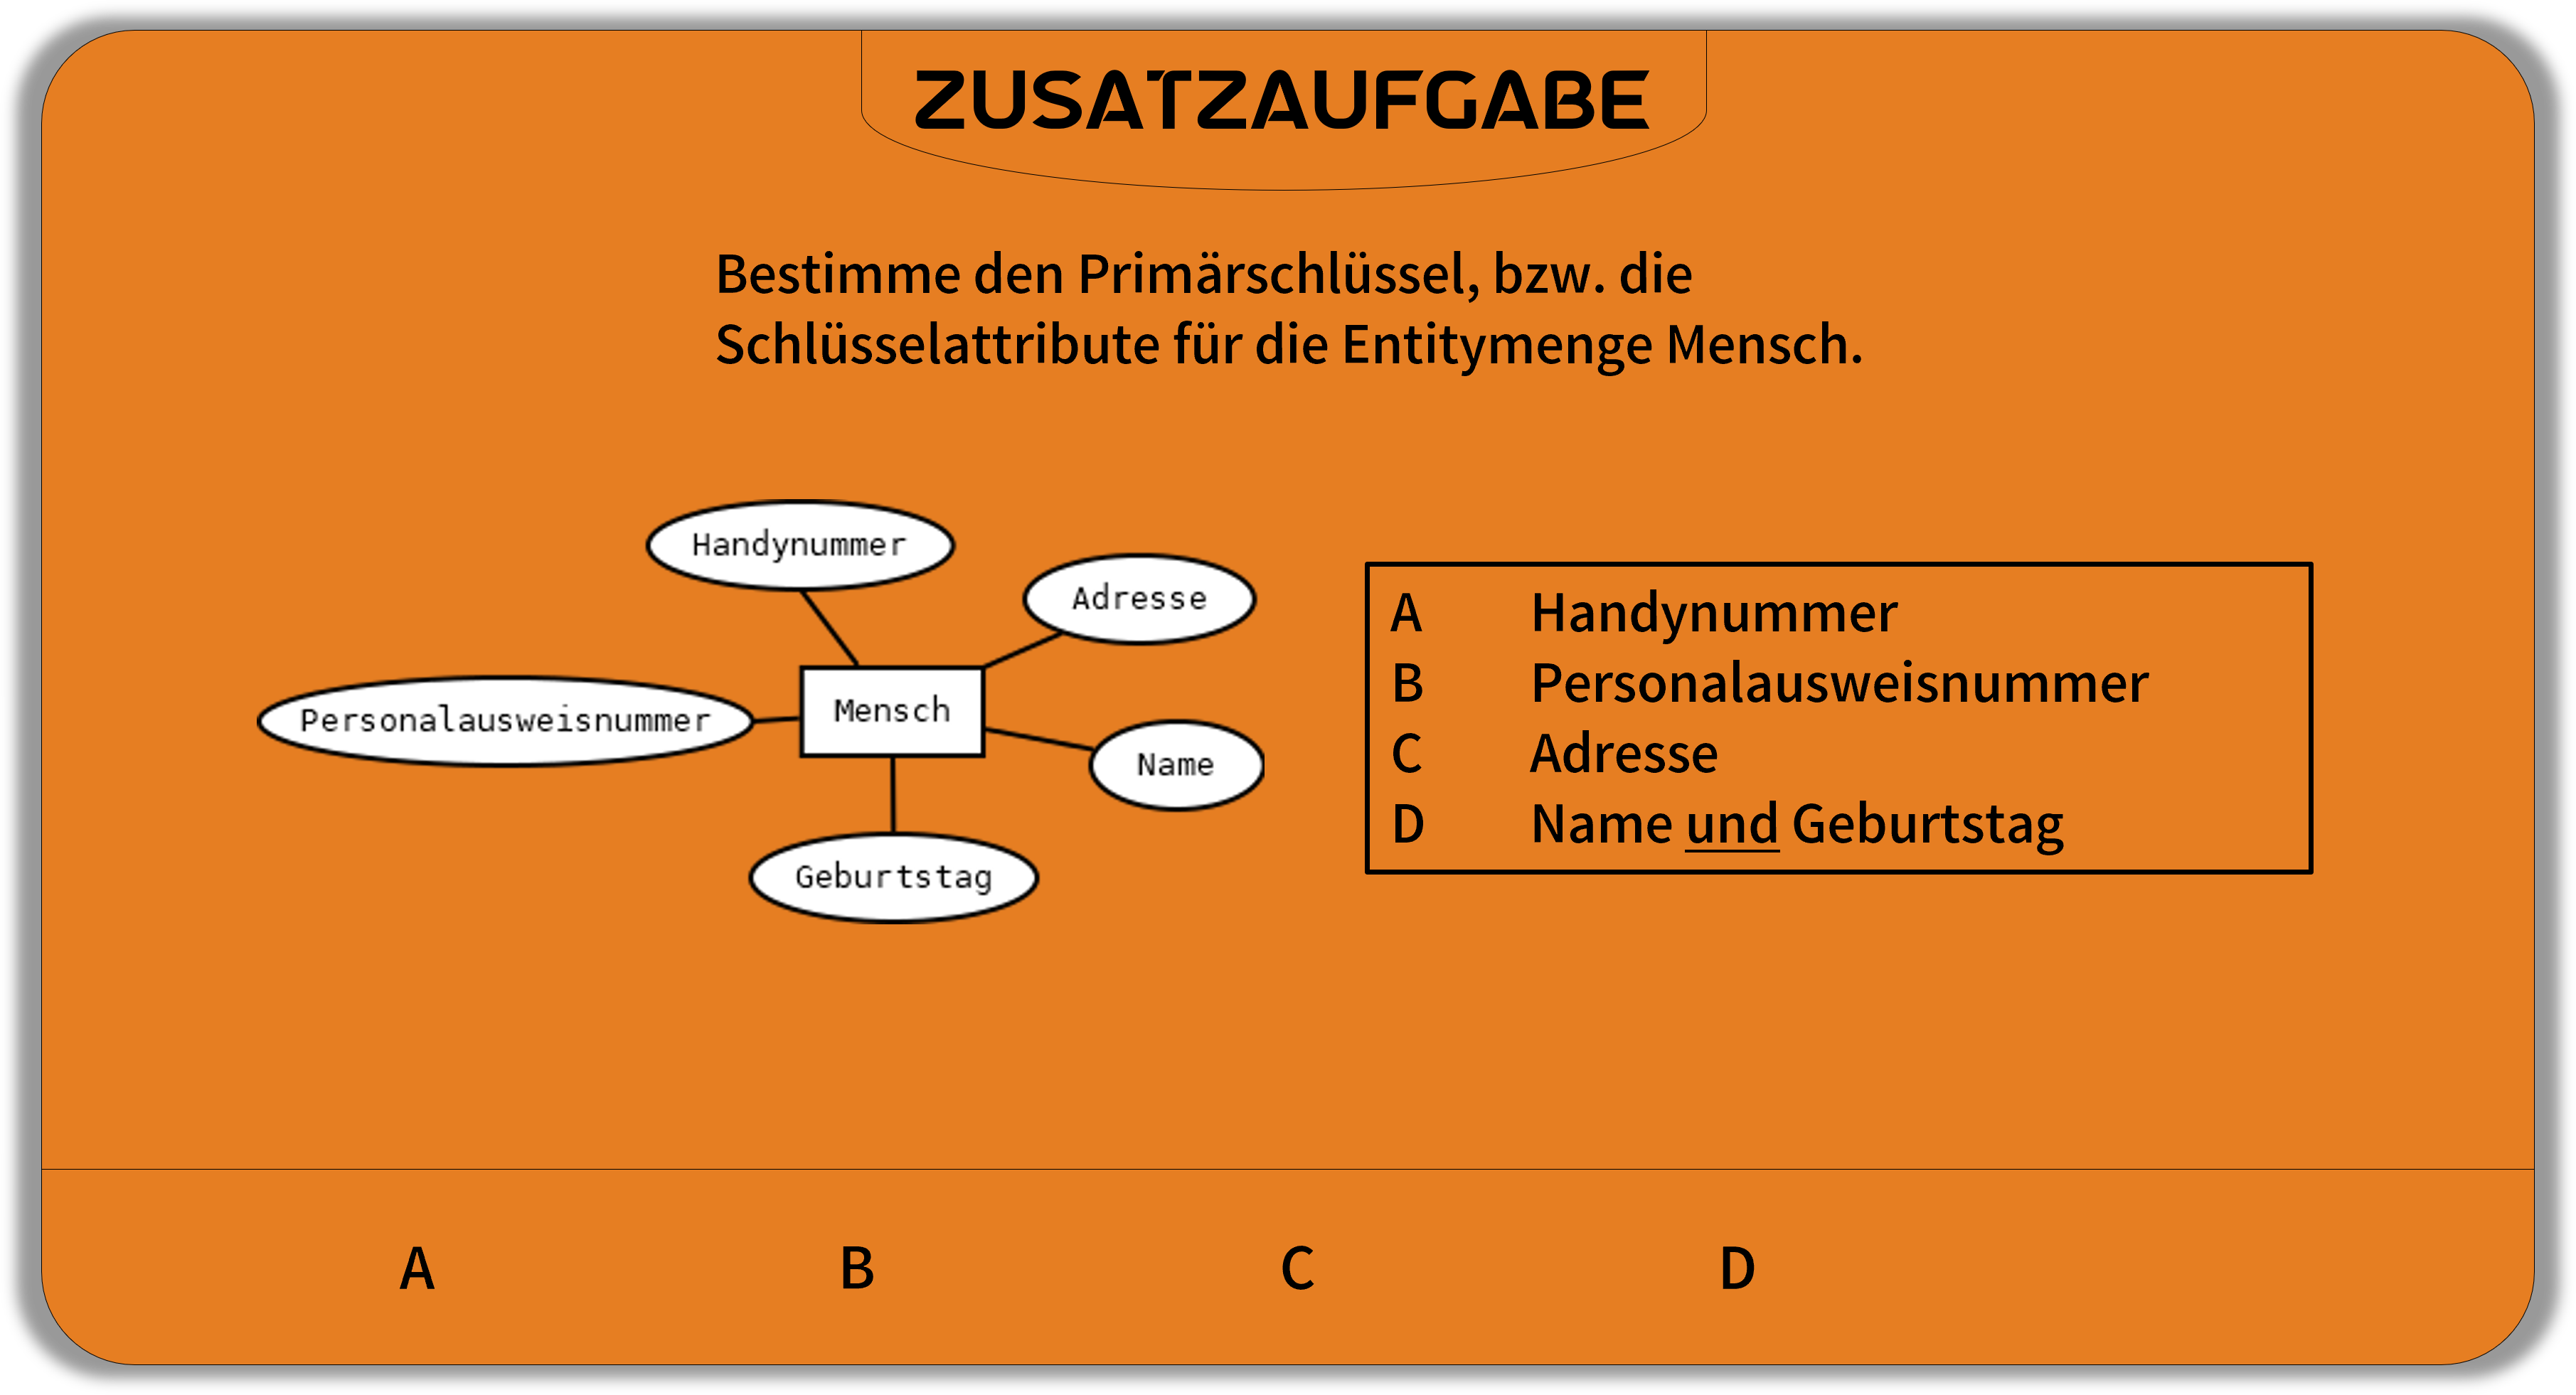 ZUSATZAUFGABE
Bestimme den Primärschlüssel, bzw. die
Schlüsselattribute für die Entitymenge Mensch.
Handynummer
Adresse
Mensch
Personalausweisnummer
Name
Geburtstag
A Handynummer
B Personalausweisnummer
C Adresse
D Name und Geburtstag
A B C D